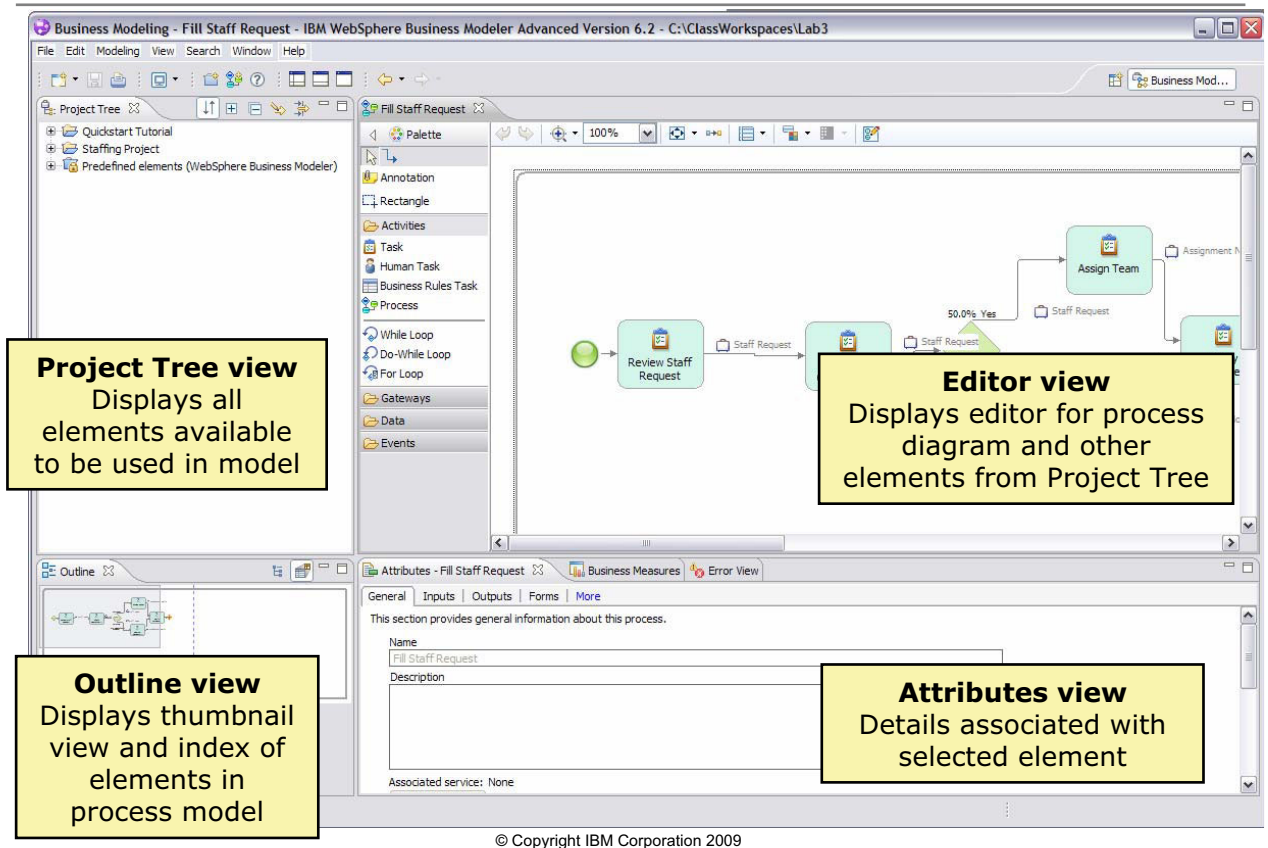 Business Modeling - Fill Staff Request - IBM WebSphere Business Modeler Advanced Version 6.2 - C:\ClassWorkspaces\Lab3
File Edit Modeling View Search Window Help
Business Mod...
Project Tree
Quickstart Tutorial
Staffing Project
Predefined elements (WebSphere Business Modeler)
Fill Staff Request
Palette
100%
Annotation
Rectangle
Activities
Task
Human Task
Business Rules Task
Process
While Loop
Do-While Loop
For Loop
Gateways
Data
Events
Review Staff
Request
Staff Request
Staff Request
50.0% Yes
Staff Request
Assign Team
Assignment N
Project Tree view
Displays all
elements available
to be used in model
Editor view
Displays editor for process
diagram and other
elements from Project Tree
Outline
Outline view
Displays thumbnail
view and index of
elements in
process model
Attributes - Fill Staff Request
Business Measures
Error View
General Inputs Outputs Forms More
This section provides general information about this process.
Name
Fill Staff Request
Description
Associated service: None
Attributes view
Details associated with
selected element
© Copyright IBM Corporation 2009